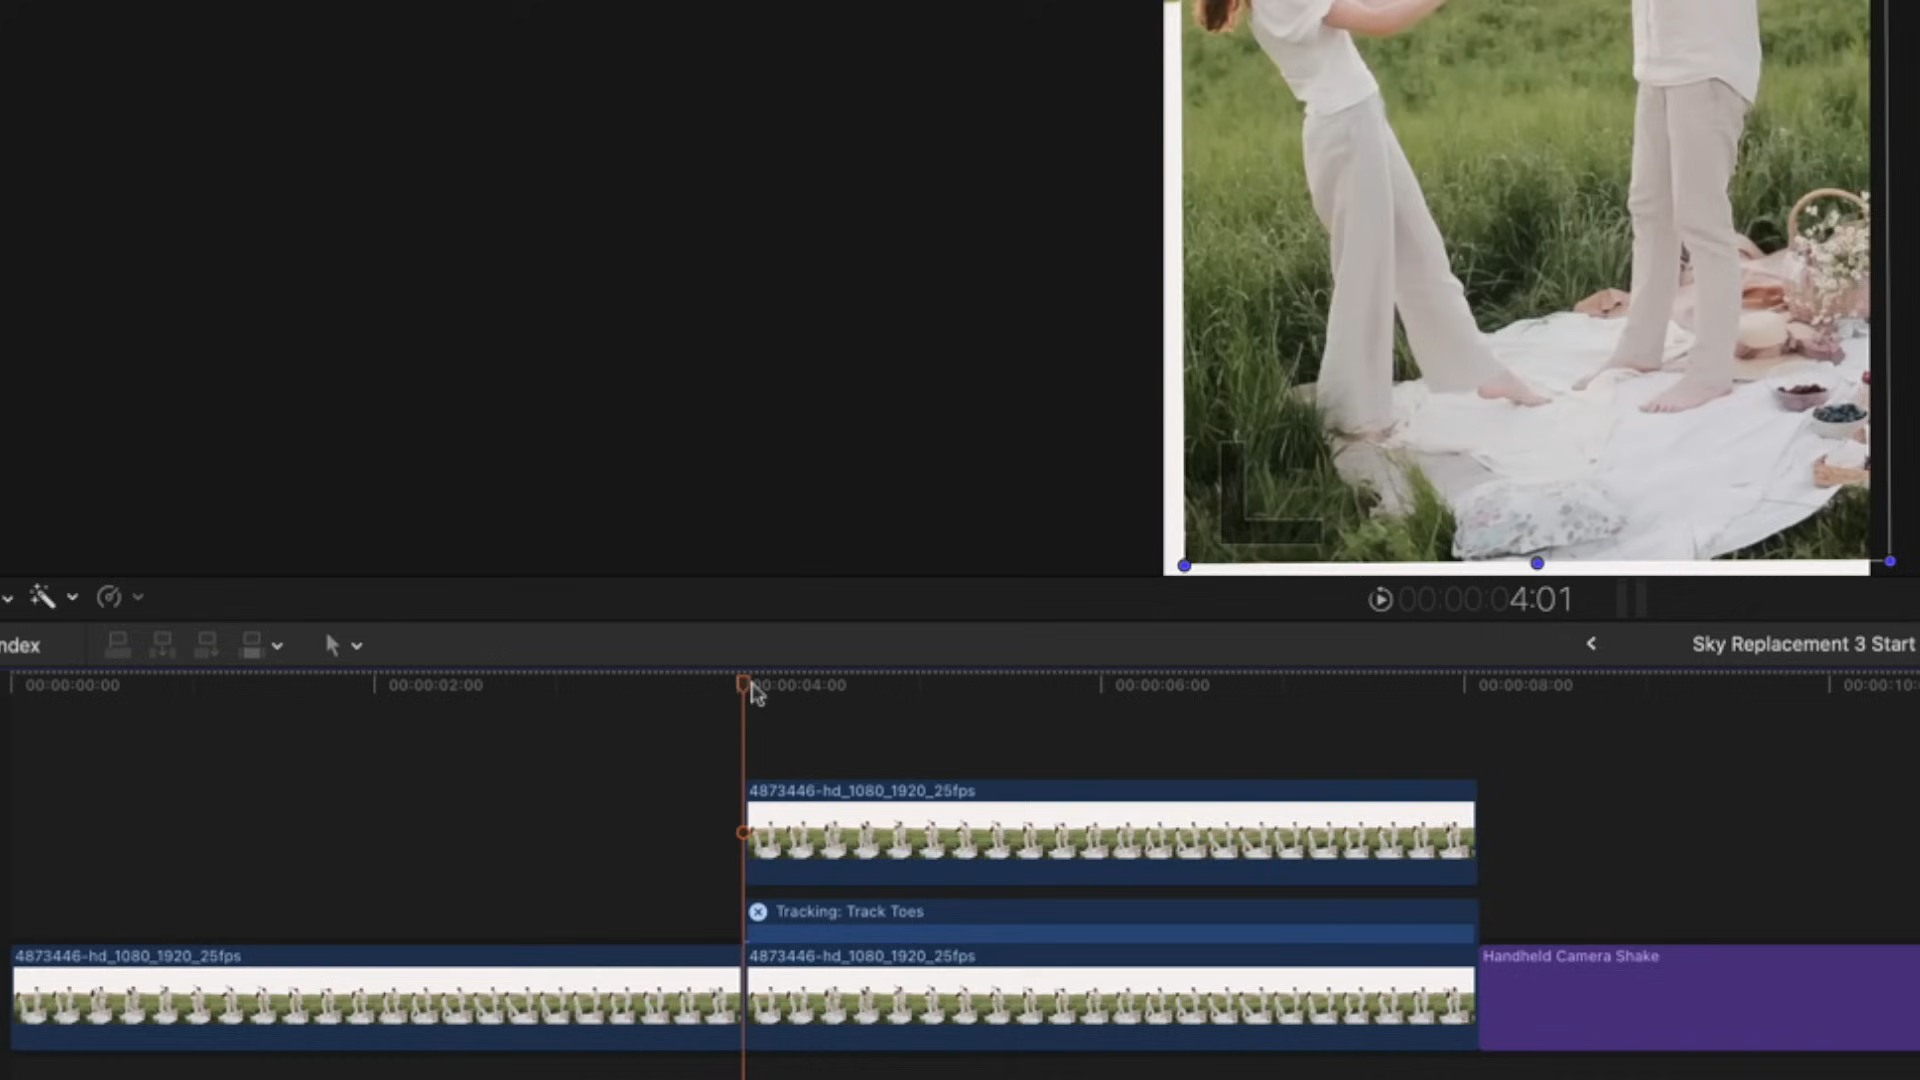 00:00:04:01
ndex
Sky Replacement 3 Start
00:00:00:00
00:00:02:00
00:00:04:00
00:00:06:00
00:00:08:00
00:00:10:
4873446-hd_1080_1920_25fps
Tracking: Track Toes
4873446-hd_1080_1920_25fps
4873446-hd_1080_1920_25fps
Handheld Camera Shake